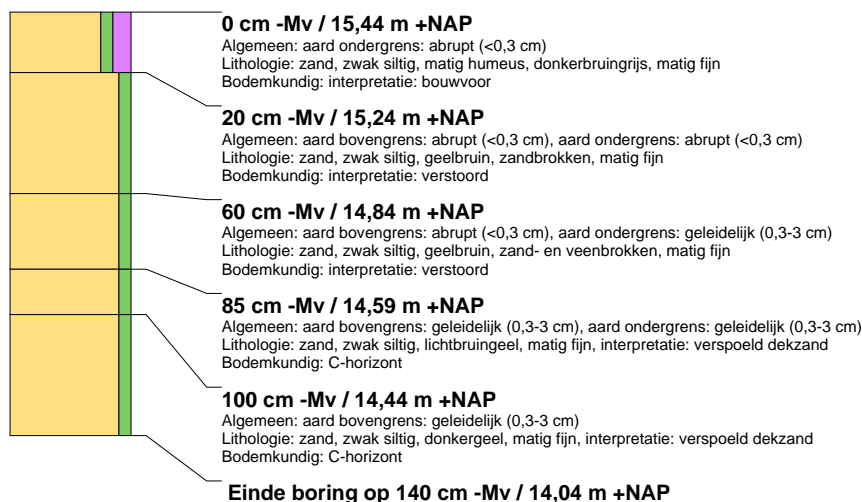 0 cm -Mv / 15,44 m +NAP
Algemeen: aard ondergrens: abrupt (<0,3 cm)
Lithologie: zand, zwak siltig, matig humeus, donkerbruingrijs, matig fijn
Bodemkundig: interpretatie: bouwvoor
20 cm -Mv / 15,24 m +NAP
Algemeen: aard bovengrens: abrupt (<0,3 cm), aard ondergrens: abrupt (<0,3 cm)
Lithologie: zand, zwak siltig, geelbruin, zandbrokken, matig fijn
Bodemkundig: interpretatie: verstoord
60 cm -Mv / 14,84 m +NAP
Algemeen: aard bovengrens: abrupt (<0,3 cm), aard ondergrens: geleidelijk (0,3-3 cm)
Lithologie: zand, zwak siltig, geelbruin, zand- en veenbrokken, matig fijn
Bodemkundig: interpretatie: verstoord
85 cm -Mv / 14,59 m +NAP
Algemeen: aard bovengrens: geleidelijk (0,3-3 cm), aard ondergrens: geleidelijk (0,3-3 cm)
Lithologie: zand, zwak siltig, lichtbruingeel, matig fijn, interpretatie: verspoeld dekzand
Bodemkundig: C-horizont
100 cm -Mv / 14,44 m +NAP
Algemeen: aard bovengrens: geleidelijk (0,3-3 cm)
Lithologie: zand, zwak siltig, donkergeel, matig fijn, interpretatie: verspoeld dekzand
Bodemkundig: C-horizont
Einde boring op 140 cm -Mv / 14,04 m +NAP